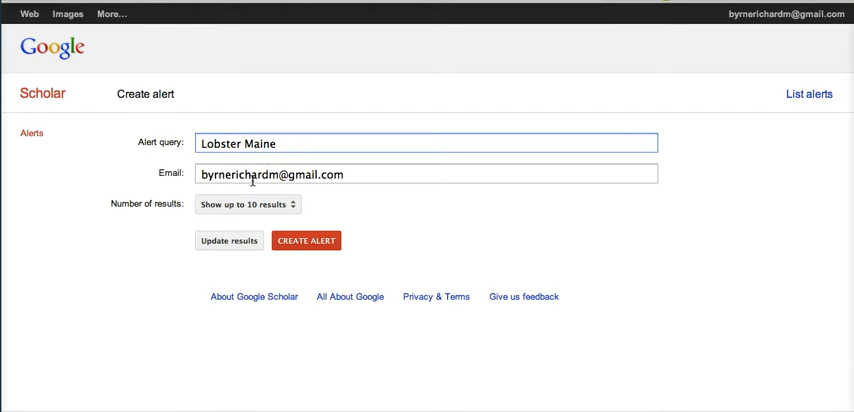 Web Images More... byrnerichardm@gmail.com
Google
Scholar Create alert List alerts
Alerts
Alert query: Lobster Maine
Email: byrnerichardm@gmail.com
Number of results: Show up to 10 results
Update results CREATE ALERT
About Google Scholar All About Google Privacy & Terms Give us feedback